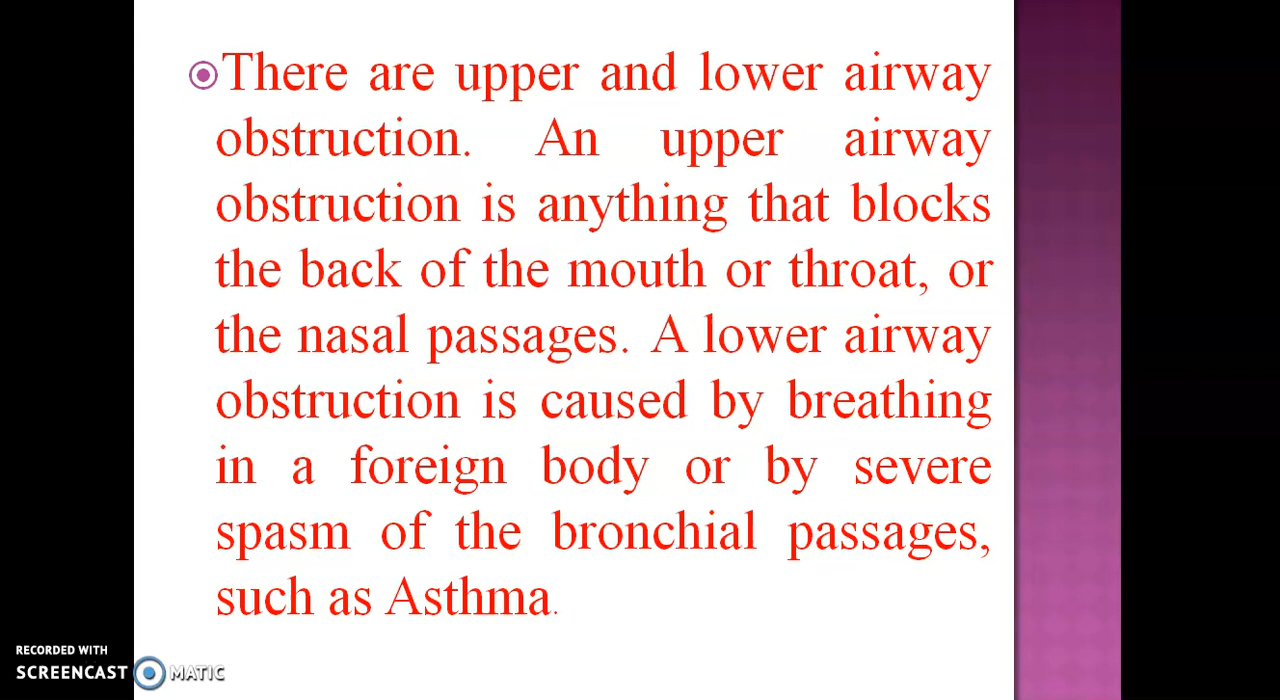 There are upper and lower airway
obstruction. An upper airway
obstruction is anything that blocks
the back of the mouth or throat, or
the nasal passages. A lower airway
obstruction is caused by breathing
in a foreign body or by severe
spasm of the bronchial passages,
such as Asthma.
RECORDED WITH
SCREENCAST MATIC